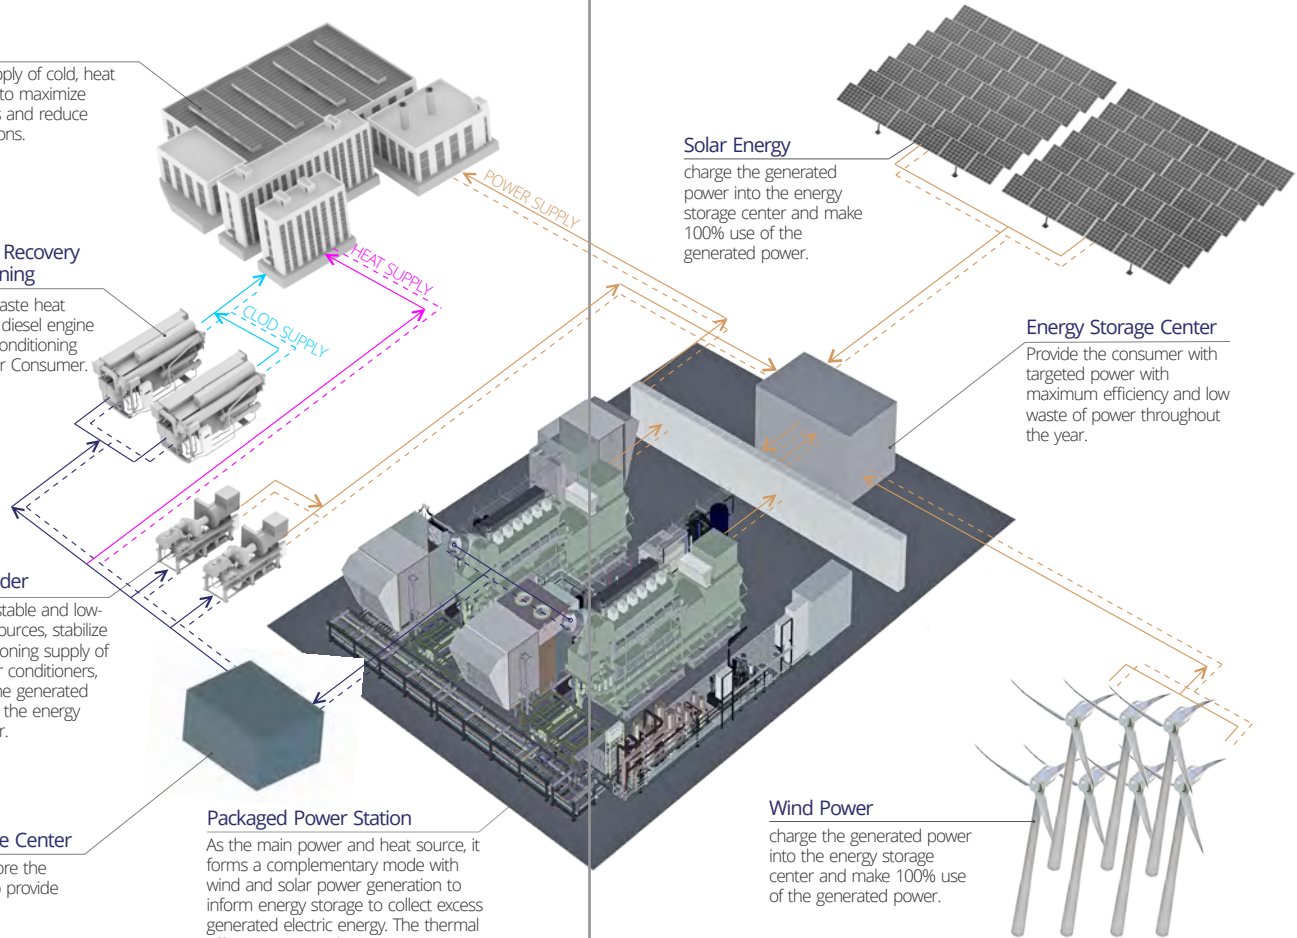 pply of cold, heat
to maximize
s and reduce
ons.
POWER SUPPLY
HEAT SUPPLY
CLOD SUPPLY
Recovery
ning
aste heat
diesel engine
onditioning
r Consumer.
der
stable and low-
ources, stabilize
oning supply of
r conditioners,
ne generated
the energy
r.
e Center
ore the
o provide
Packaged Power Station
As the main power and heat source, it
forms a complementary mode with
wind and solar power generation to
inform energy storage to collect excess
generated electric energy. The thermal
Solar Energy
charge the generated
power into the energy
storage center and make
100% use of the
generated power.
Energy Storage Center
Provide the consumer with
targeted power with
maximum efficiency and low
waste of power throughout
the year.
Wind Power
charge the generated power
into the energy storage
center and make 100% use
of the generated power.